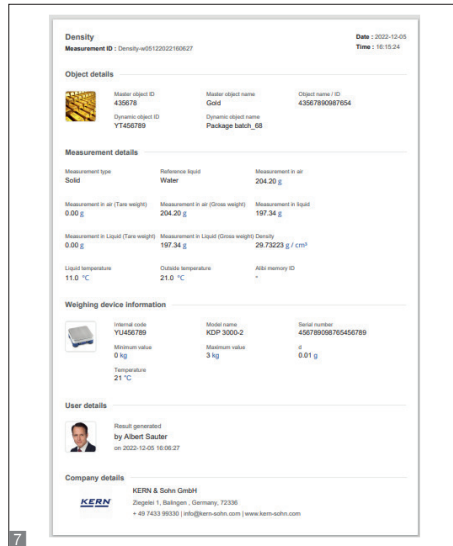 Density
Date : 2022-12-05
Measurement ID : Density-w05122022160627
Time : 16:15:24
Object details
Master object ID Master object name Object name / ID
435678 Gold 43567890987654
Dynamic object ID Dynamic object name
YT456789 Package batch_68
Measurement details
Measurement type Reference liquid Measurement in air
Solid Water 204.20 g
Measurement in air (Tare weight) Measurement in air (Gross weight) Measurement in liquid
0.00 g 204.20 g 197.34 g
Measurement in Liquid (Tare weight) Measurement in Liquid (Gross weight) Density
0.00 g 197.34 g 29.73223 g / cm³
Liquid temperature Outside temperature Alibi memory ID
11.0 °C 21.0 °C -
Weighing device information
Internal code Model name Serial number
YU456789 KDP 3000-2 456789098765456789
Minimum value Maximum value d
0 kg 3 kg 0.01 g
Temperature
21 °C
User details
Result generated
by Albert Sauter
on 2022-12-05 16:06:27
Company details
KERN & Sohn GmbH
KERN
Ziegelei 1, Balingen , Germany, 72336
+ 49 7433 99330 | info@kern-sohn.com | www.kern-sohn.com
7